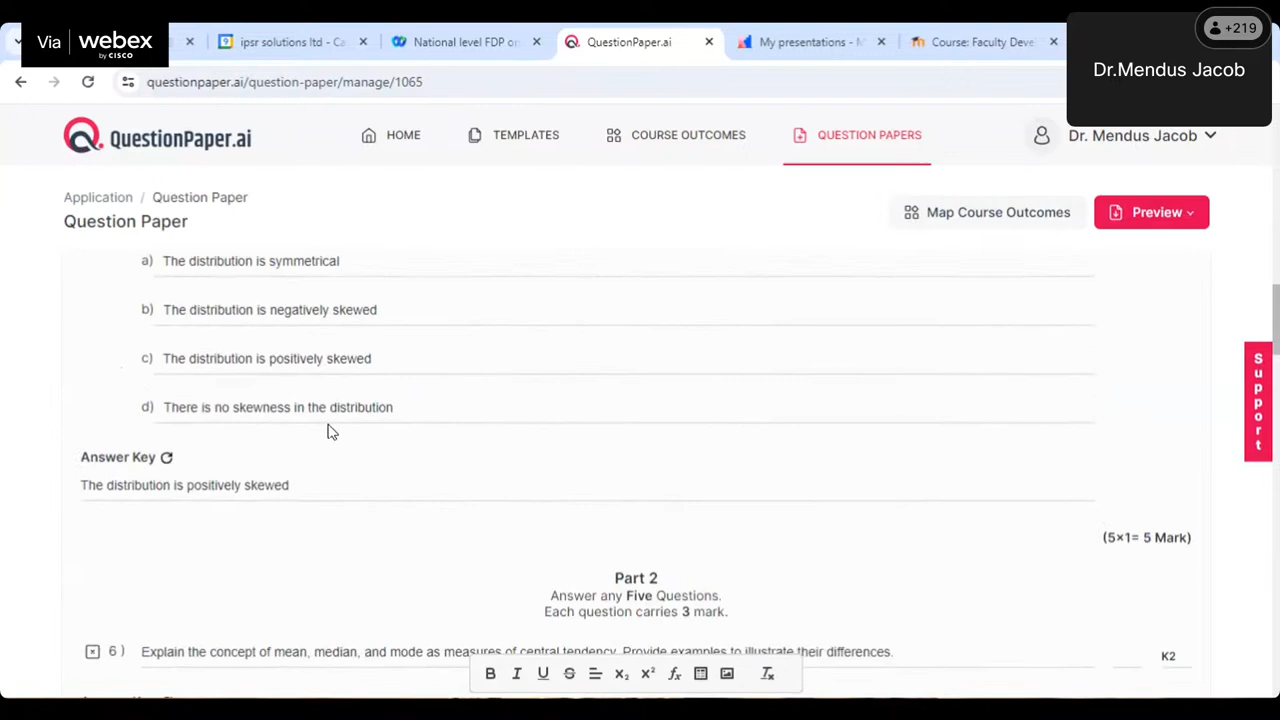 Via webex by CISCO
ipsr solutions ltd - Ca
National level FDP or
QuestionPaper.ai
My presentations - M
Course: Faculty Deve
+219
Dr.Mendus Jacob
questionpaper.ai/question-paper/manage/1065
QuestionPaper.ai
HOME
TEMPLATES
COURSE OUTCOMES
QUESTION PAPERS
Dr. Mendus Jacob
Application / Question Paper
Question Paper
Map Course Outcomes
Preview
a) The distribution is symmetrical
b) The distribution is negatively skewed
c) The distribution is positively skewed
d) There is no skewness in the distribution
Support
Answer Key
The distribution is positively skewed
(5×1= 5 Mark)
Part 2
Answer any Five Questions.
Each question carries 3 mark.
6) Explain the concept of mean, median, and mode as measures of central tendency. Provide examples to illustrate their differences.
K2
B I U S x₂ x² fx Tx